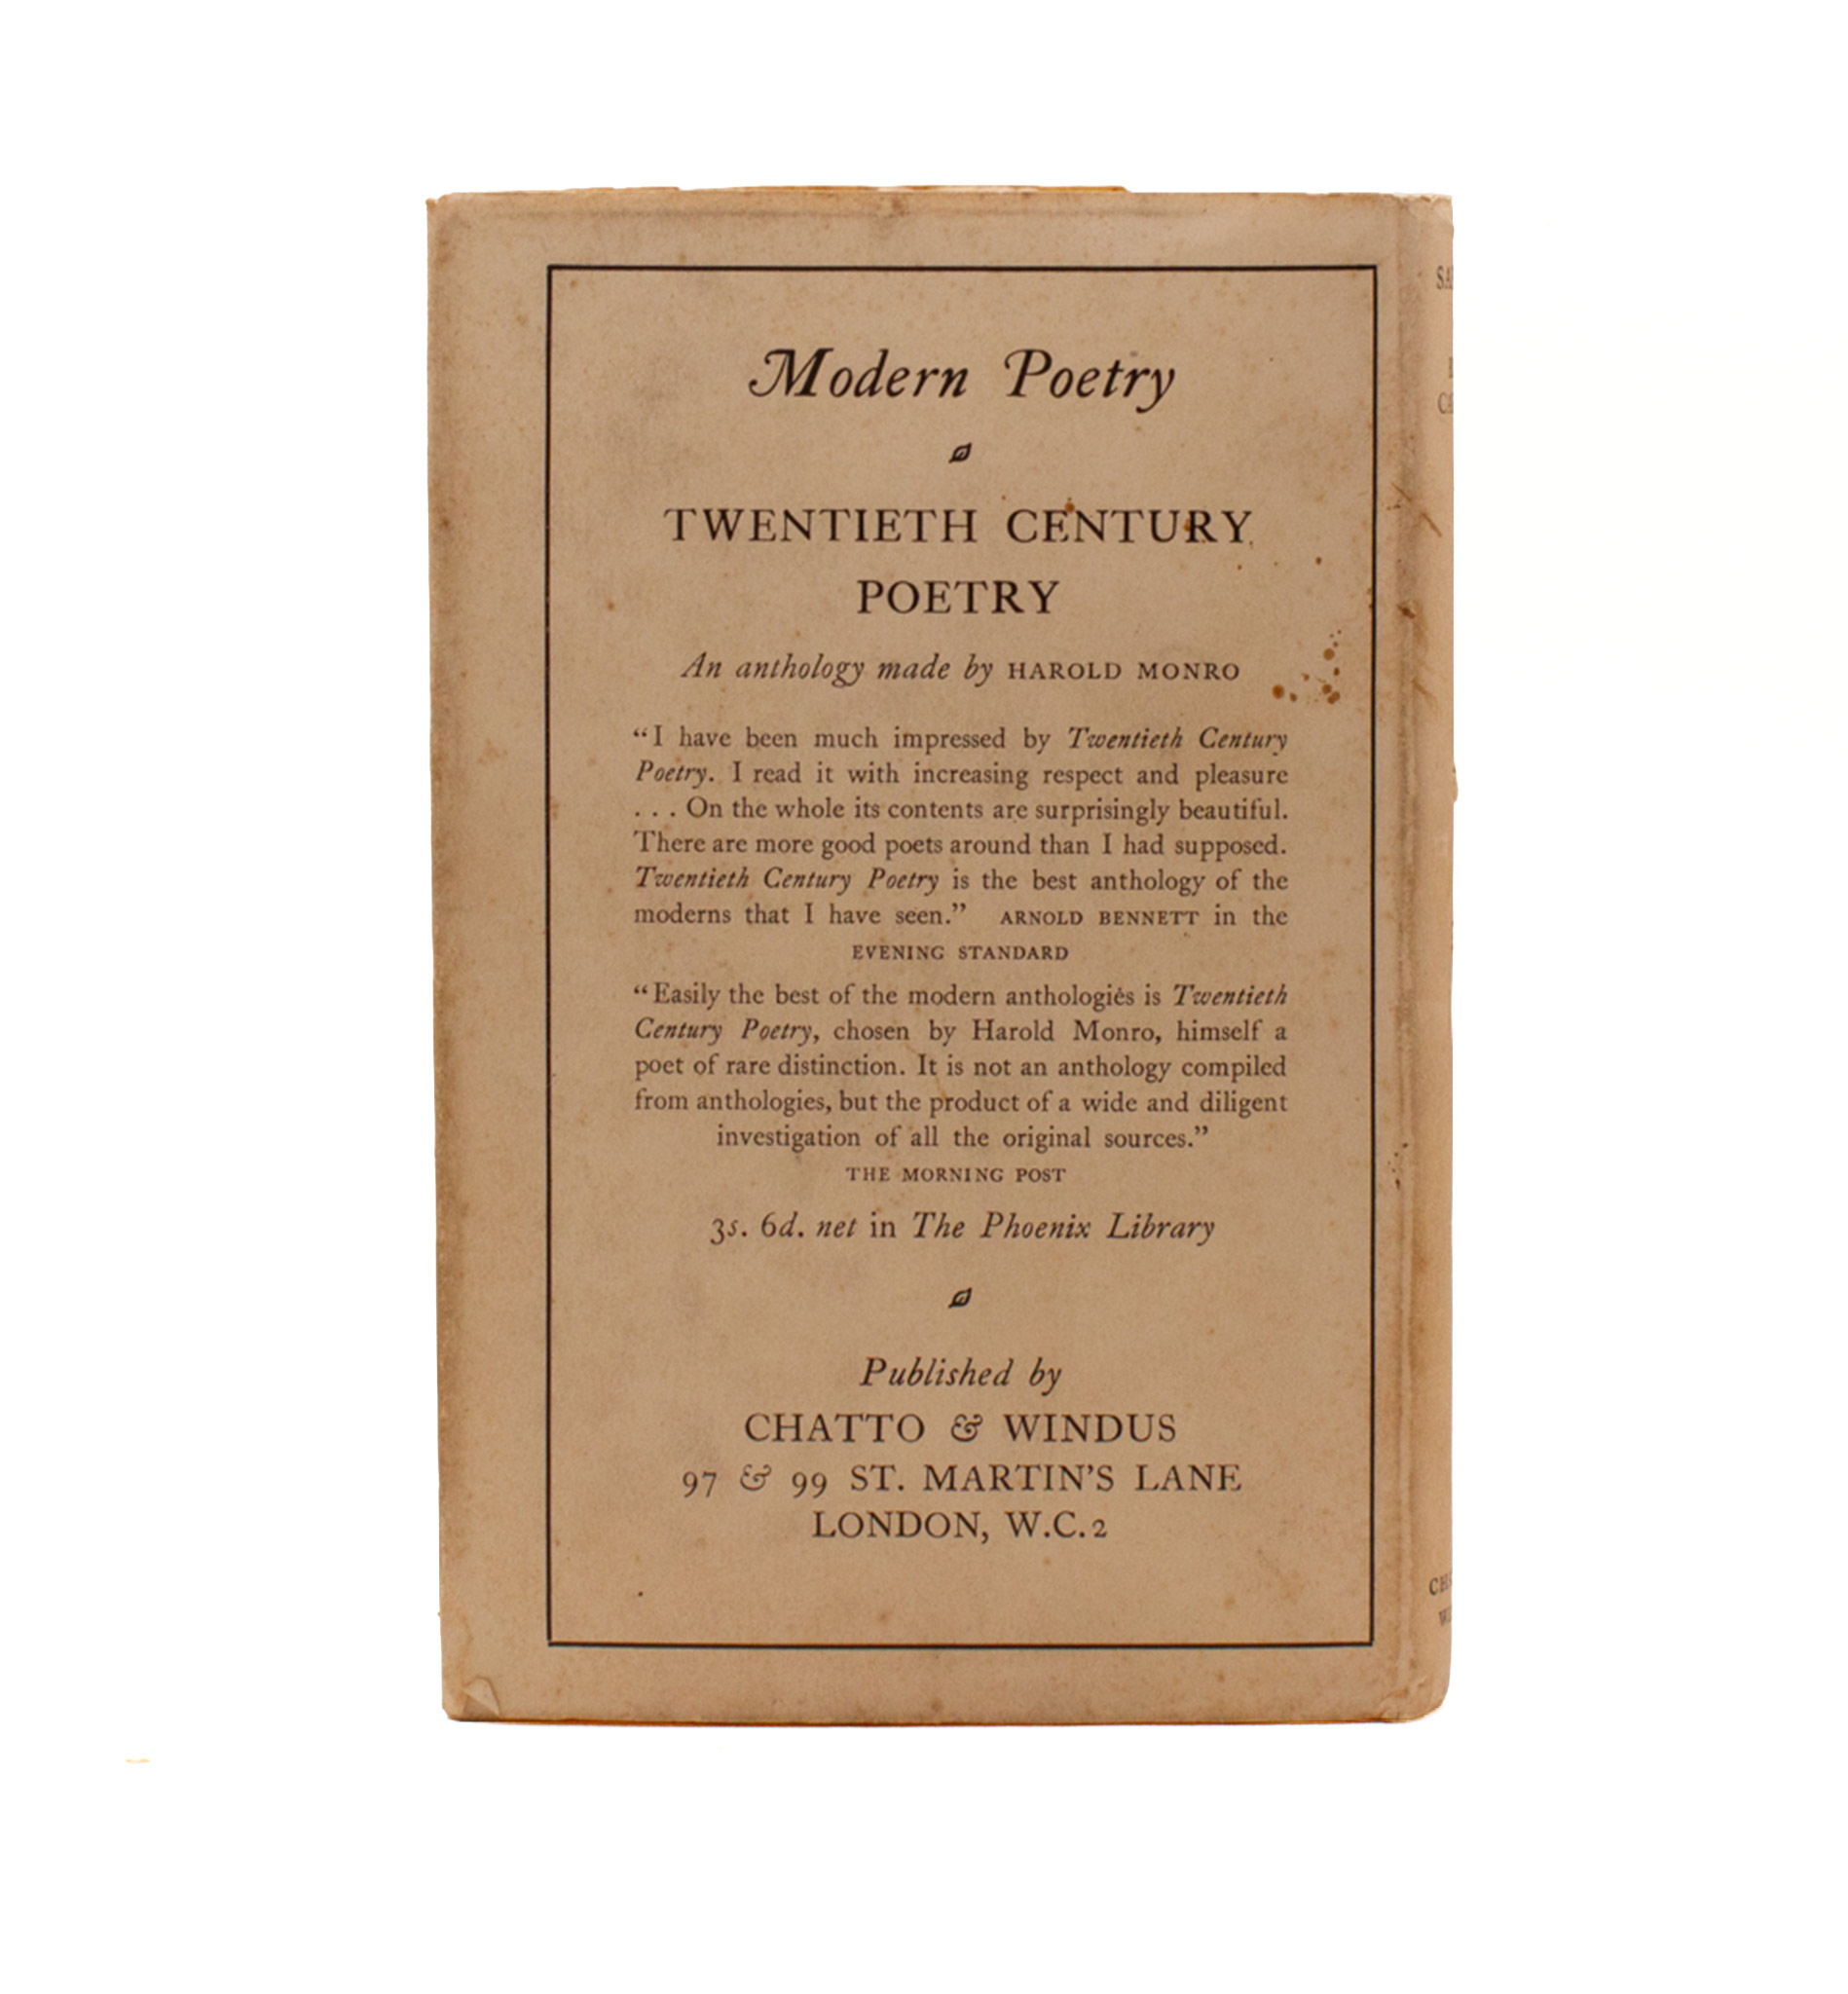 Modern Poetry
TWENTIETH CENTURY
POETRY
An anthology made by HAROLD MONRO
“I have been much impressed by Twentieth Century
Poetry. I read it with increasing respect and pleasure
. . . On the whole its contents are surprisingly beautiful.
There are more good poets around than I had supposed.
Twentieth Century Poetry is the best anthology of the
moderns that I have seen.” ARNOLD BENNETT in the
EVENING STANDARD
“Easily the best of the modern anthologies is Twentieth
Century Poetry, chosen by Harold Monro, himself a
poet of rare distinction. It is not an anthology compiled
from anthologies, but the product of a wide and diligent
investigation of all the original sources.”
THE MORNING POST
3s. 6d. net in The Phoenix Library
Published by
CHATTO & WINDUS
97 & 99 ST. MARTIN’S LANE
LONDON, W.C.2